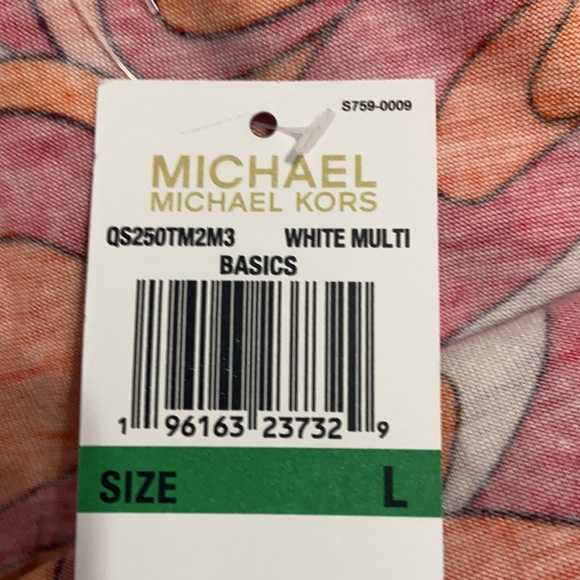 S759-0009
MICHAEL
MICHAEL KORS
QS250TM2M3 WHITE MULTI
BASICS
1 96163 23732 9
SIZE L